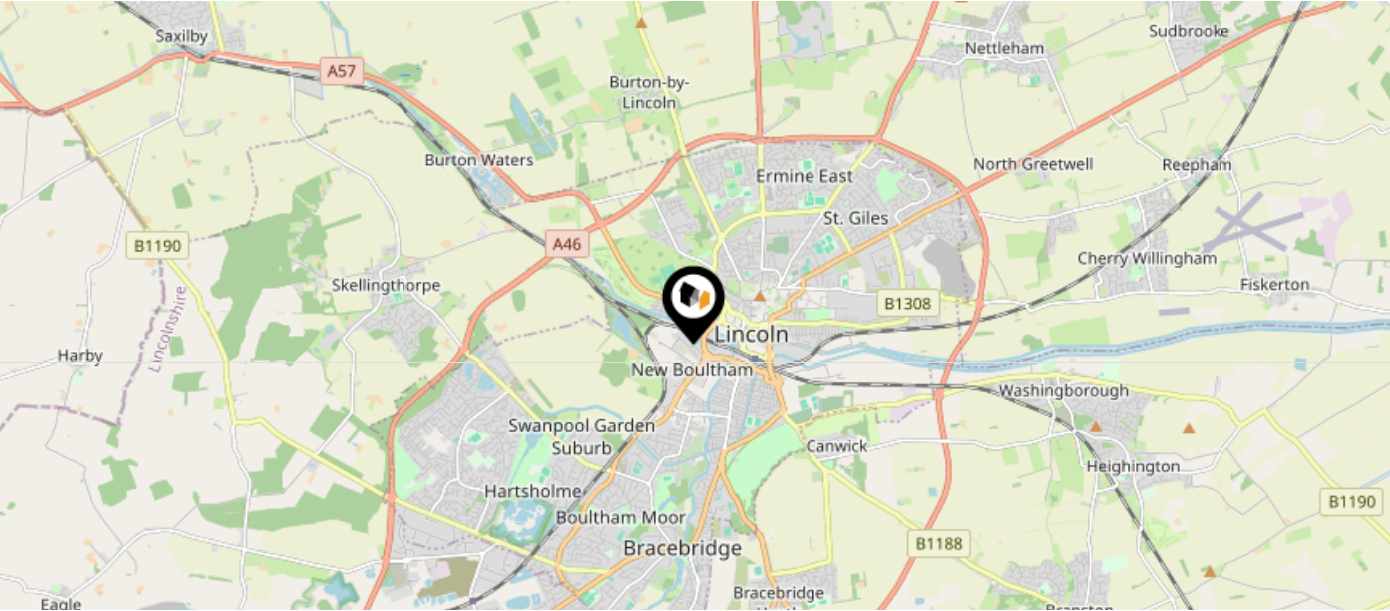 Saxilby
Sudbrooke
Nettleham
A57
Burton-by-
Lincoln
Burton Waters
North Greetwell
Reepham
Ermine East
St. Giles
B1190
A46
Cherry Willingham
Skellingthorpe
Fiskerton
B1308
Lincolnshire
Lincoln
Harby
New Boultham
Washingborough
Swanpool Garden
Suburb
Canwick
Heighington
Hartsholme
B1190
Boultham Moor
Bracebridge
B1188
Bracebridge
Eagle
Branston